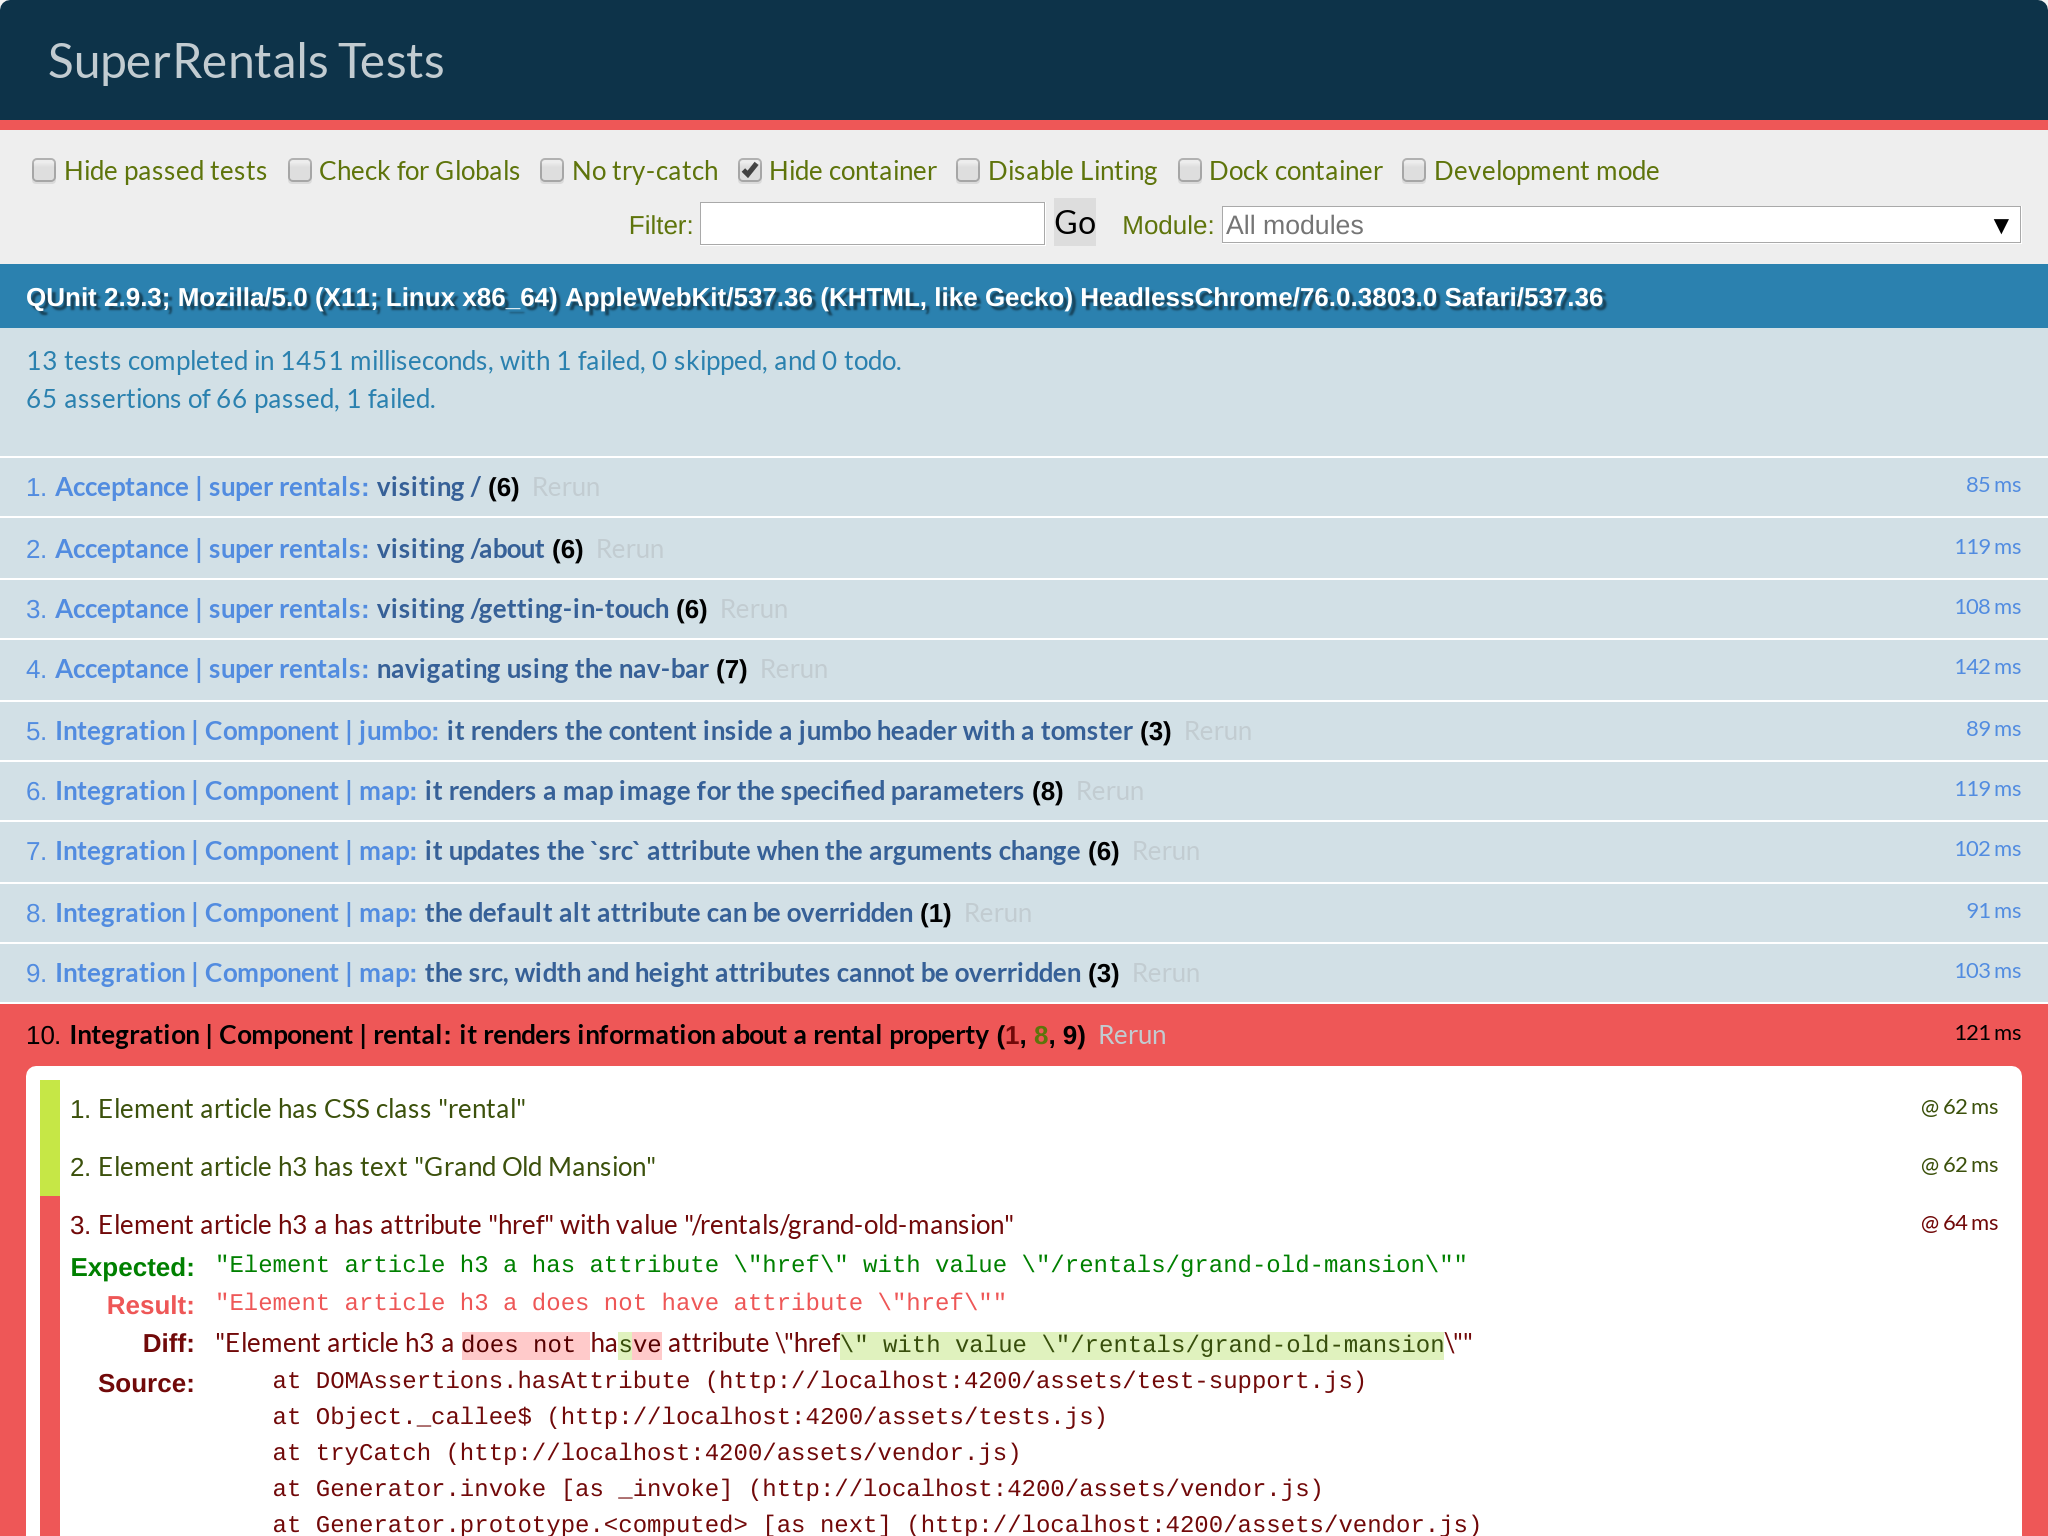 SuperRentals Tests
Hide passed tests Check for Globals No try-catch Hide container Disable Linting Dock container Development mode
Filter: Go Module: All modules ▼
QUnit 2.9.3; Mozilla/5.0 (X11; Linux x86_64) AppleWebKit/537.36 (KHTML, like Gecko) HeadlessChrome/76.0.3803.0 Safari/537.36
13 tests completed in 1451 milliseconds, with 1 failed, 0 skipped, and 0 todo.
65 assertions of 66 passed, 1 failed.
1. Acceptance | super rentals: visiting / (6) Rerun 85 ms
2. Acceptance | super rentals: visiting /about (6) Rerun 119 ms
3. Acceptance | super rentals: visiting /getting-in-touch (6) Rerun 108 ms
4. Acceptance | super rentals: navigating using the nav-bar (7) Rerun 142 ms
5. Integration | Component | jumbo: it renders the content inside a jumbo header with a tomster (3) Rerun 89 ms
6. Integration | Component | map: it renders a map image for the specified parameters (8) Rerun 119 ms
7. Integration | Component | map: it updates the `src` attribute when the arguments change (6) Rerun 102 ms
8. Integration | Component | map: the default alt attribute can be overridden (1) Rerun 91 ms
9. Integration | Component | map: the src, width and height attributes cannot be overridden (3) Rerun 103 ms
10. Integration | Component | rental: it renders information about a rental property (1, 8, 9) Rerun 121 ms
1. Element article has CSS class "rental" @ 62 ms
2. Element article h3 has text "Grand Old Mansion" @ 62 ms
3. Element article h3 a has attribute "href" with value "/rentals/grand-old-mansion" @ 64 ms
Expected: "Element article h3 a has attribute \"href\" with value \"/rentals/grand-old-mansion\""
Result: "Element article h3 a does not have attribute \"href\""
Diff: "Element article h3 a does not hasve attribute \"href\" with value \"/rentals/grand-old-mansion\""
Source: at DOMAssertions.hasAttribute (http://localhost:4200/assets/test-support.js)
at Object._callee$ (http://localhost:4200/assets/tests.js)
at tryCatch (http://localhost:4200/assets/vendor.js)
at Generator.invoke [as _invoke] (http://localhost:4200/assets/vendor.js)
at Generator.prototype.<computed> [as next] (http://localhost:4200/assets/vendor.js)